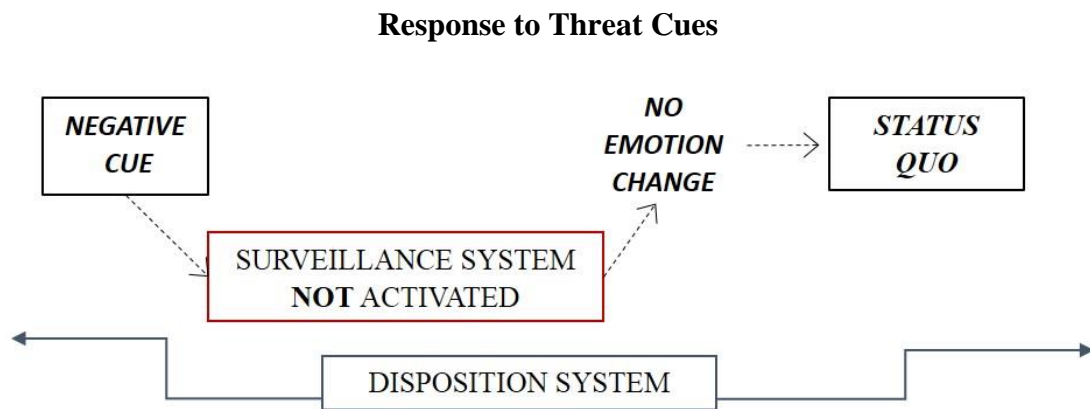 Response to Threat Cues
NEGATIVE
CUE
SURVEILLANCE SYSTEM
NOT ACTIVATED
NO
EMOTION
CHANGE
STATUS
QUO
DISPOSITION SYSTEM